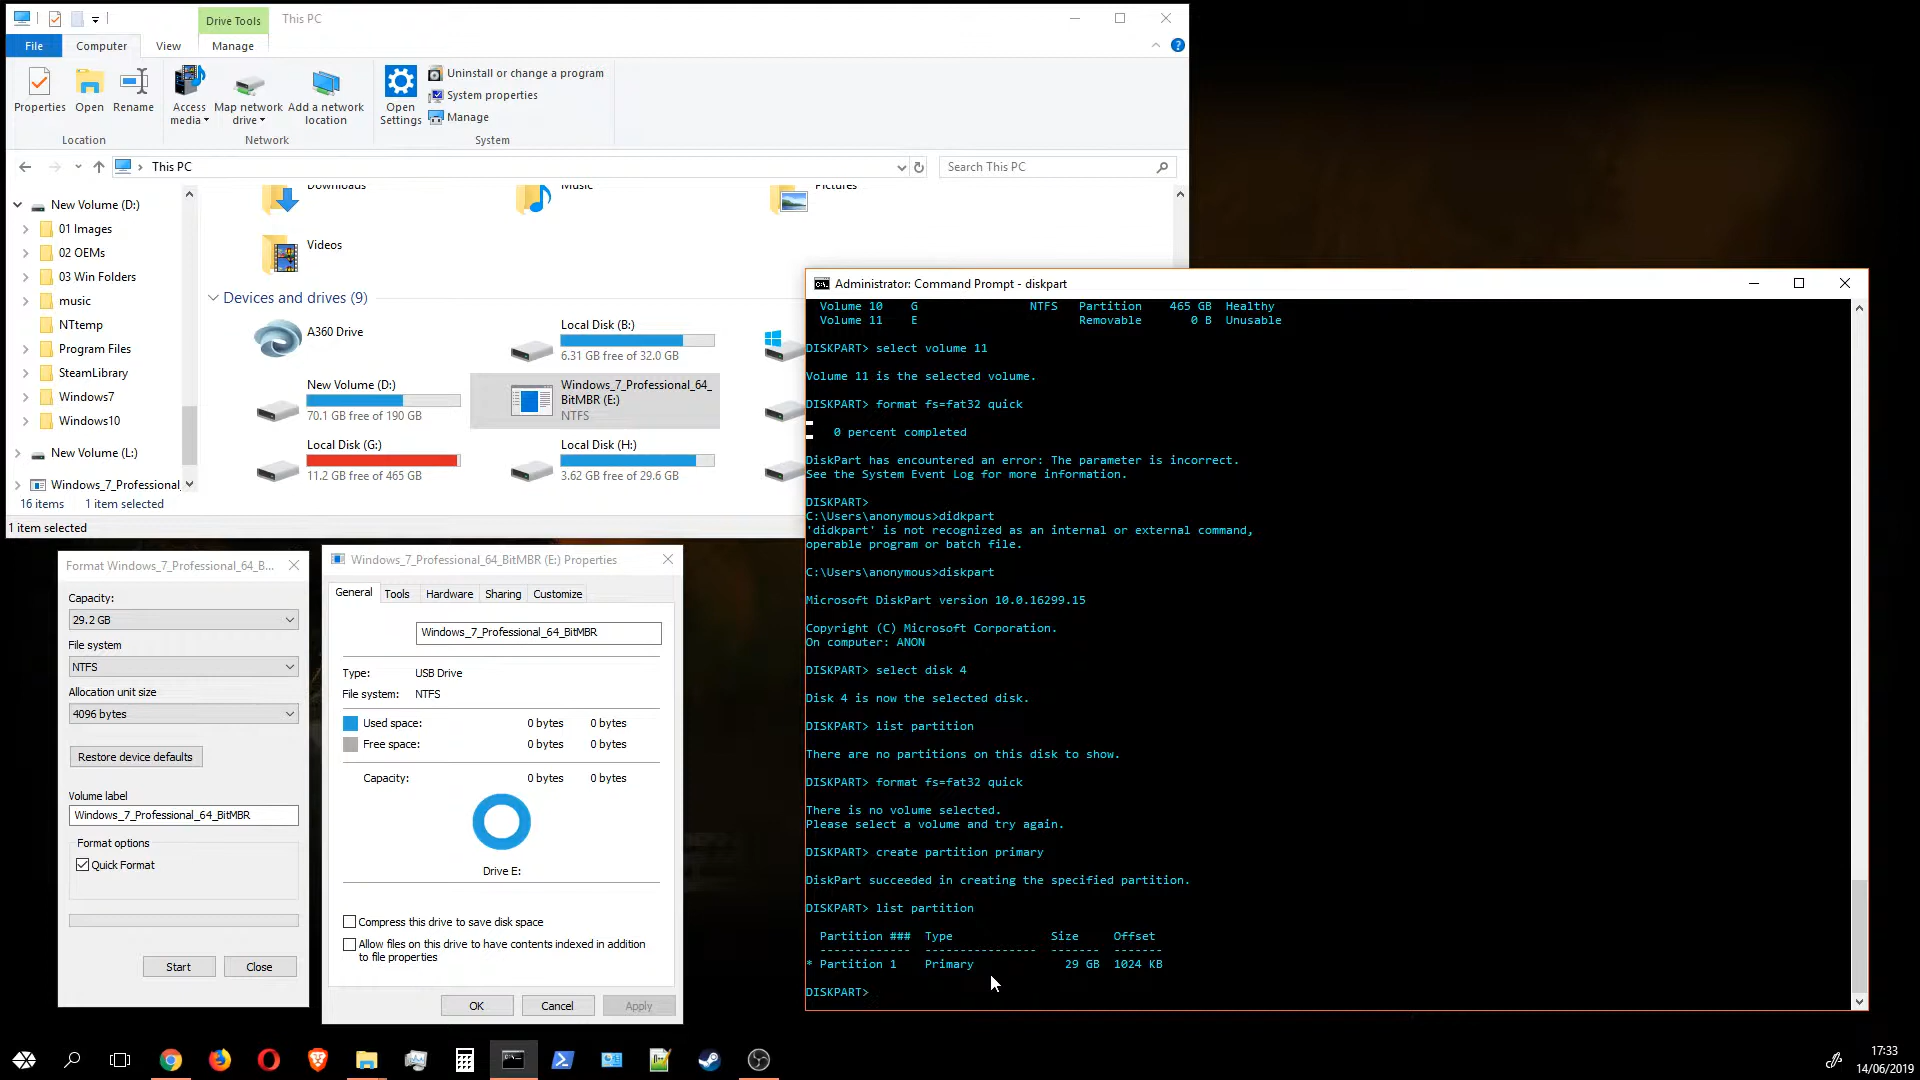 Drive Tools
This PC
File
Computer
View
Manage
Properties
Open
Rename
Access media
Map network drive
Add a network location
Open Settings
Uninstall or change a program
System properties
Manage
Location
Network
System
This PC
Search This PC
New Volume (D:)
01 Images
02 OEMs
03 Win Folders
music
NTtemp
Program Files
SteamLibrary
Windows7
Windows10
New Volume (L:)
Windows_7_Professional_
Downloads
Music
Pictures
Videos
Devices and drives (9)
A360 Drive
Local Disk (B:)
6.31 GB free of 32.0 GB
New Volume (D:)
70.1 GB free of 190 GB
Windows_7_Professional_64_
BitMBR (E:)
NTFS
Local Disk (G:)
11.2 GB free of 465 GB
Local Disk (H:)
3.62 GB free of 29.6 GB
16 items
1 item selected
1 item selected
Format Windows_7_Professional_64_B...
Capacity:
29.2 GB
File system
NTFS
Allocation unit size
4096 bytes
Restore device defaults
Volume label
Windows_7_Professional_64_BitMBR
Format options
Quick Format
Start
Close
Windows_7_Professional_64_BitMBR (E:) Properties
General
Tools
Hardware
Sharing
Customize
Windows_7_Professional_64_BitMBR
Type: USB Drive
File system: NTFS
Used space: 0 bytes 0 bytes
Free space: 0 bytes 0 bytes
Capacity: 0 bytes 0 bytes
Drive E:
Compress this drive to save disk space
Allow files on this drive to have contents indexed in addition
to file properties
OK
Cancel
Apply
Administrator: Command Prompt - diskpart
Volume 10 G NTFS Partition 465 GB Healthy
Volume 11 E Removable 0 B Unusable
DISKPART> select volume 11
Volume 11 is the selected volume.
DISKPART> format fs=fat32 quick
0 percent completed
DiskPart has encountered an error: The parameter is incorrect.
See the System Event Log for more information.
DISKPART>
C:\Users\anonymous>didkpart
'didkpart' is not recognized as an internal or external command,
operable program or batch file.
C:\Users\anonymous>diskpart
Microsoft DiskPart version 10.0.16299.15
Copyright (C) Microsoft Corporation.
On computer: ANON
DISKPART> select disk 4
Disk 4 is now the selected disk.
DISKPART> list partition
There are no partitions on this disk to show.
DISKPART> format fs=fat32 quick
There is no volume selected.
Please select a volume and try again.
DISKPART> create partition primary
DiskPart succeeded in creating the specified partition.
DISKPART> list partition
Partition ### Type Size Offset
------------- ---------------- ------- -------
* Partition 1 Primary 29 GB 1024 KB
DISKPART>
17:33
14/06/2019